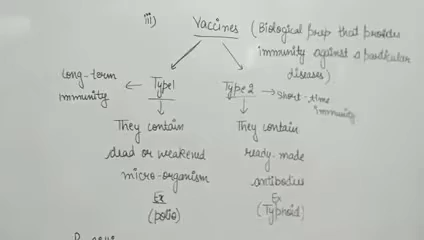 iii) Vaccines (Biological prep that provides
immunity against a particular
diseases)
Long-term
immunity ← Type 1
Type 2 → short-time
immunity
They contain
dead or weakened
micro-organism
Ex
(polio)
They contain
ready-made
antibodies
Ex
(Typhoid)